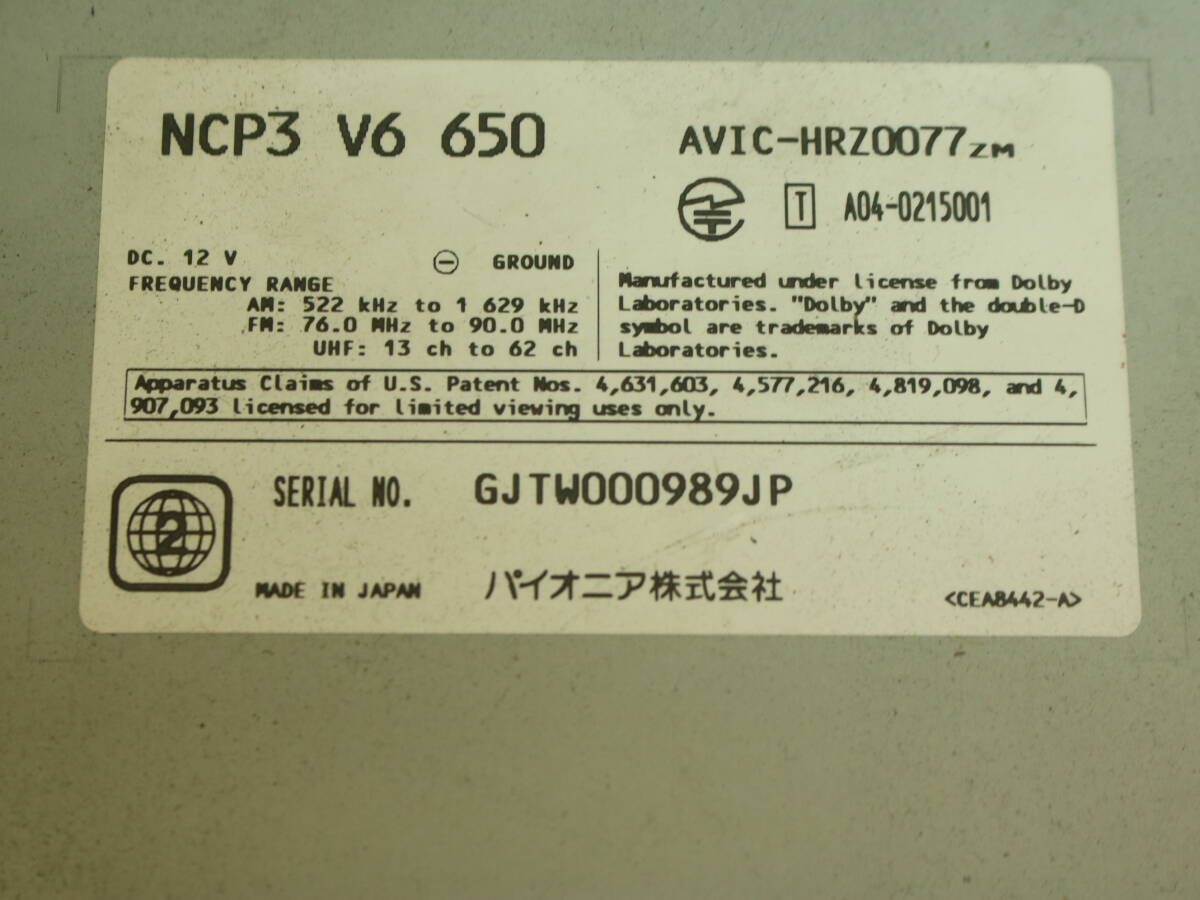 NCP3 V6 650
AVIC-HRZ0077ZM
T A04-0215001
DC. 12 V ⊖ GROUND
FREQUENCY RANGE
AM: 522 kHz to 1 629 kHz
FM: 76.0 MHz to 90.0 MHz
UHF: 13 ch to 62 ch
Manufactured under license from Dolby
Laboratories. "Dolby" and the double-D
symbol are trademarks of Dolby
Laboratories.
Apparatus Claims of U.S. Patent Nos. 4,631,603, 4,577,216, 4,819,098, and 4,
907,093 licensed for limited viewing uses only.
2
SERIAL NO. GJTW000989JP
MADE IN JAPAN パイオニア株式会社 <CEA8442-A>